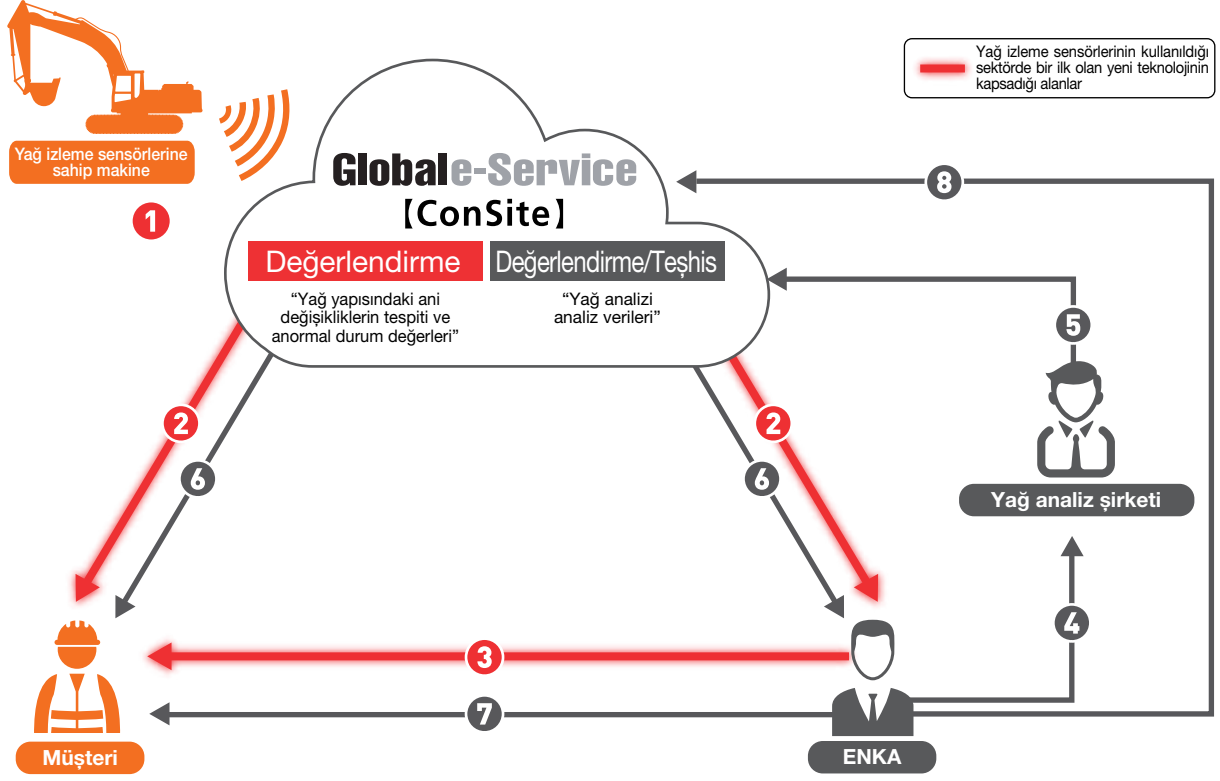 Yağ izleme sensörlerinin kullanıldığı
sektörde bir ilk olan yeni teknolojinin
kapsadığı alanlar
Yağ izleme sensörlerine
sahip makine
1
Global e-Service
【ConSite】
8
Değerlendirme
Değerlendirme/Teşhis
“Yağ yapısındaki ani
değişikliklerin tespiti ve
anormal durum değerleri”
“Yağ analizi
analiz verileri”
5
2
2
6
6
Yağ analiz şirketi
4
3
7
Müşteri
ENKA